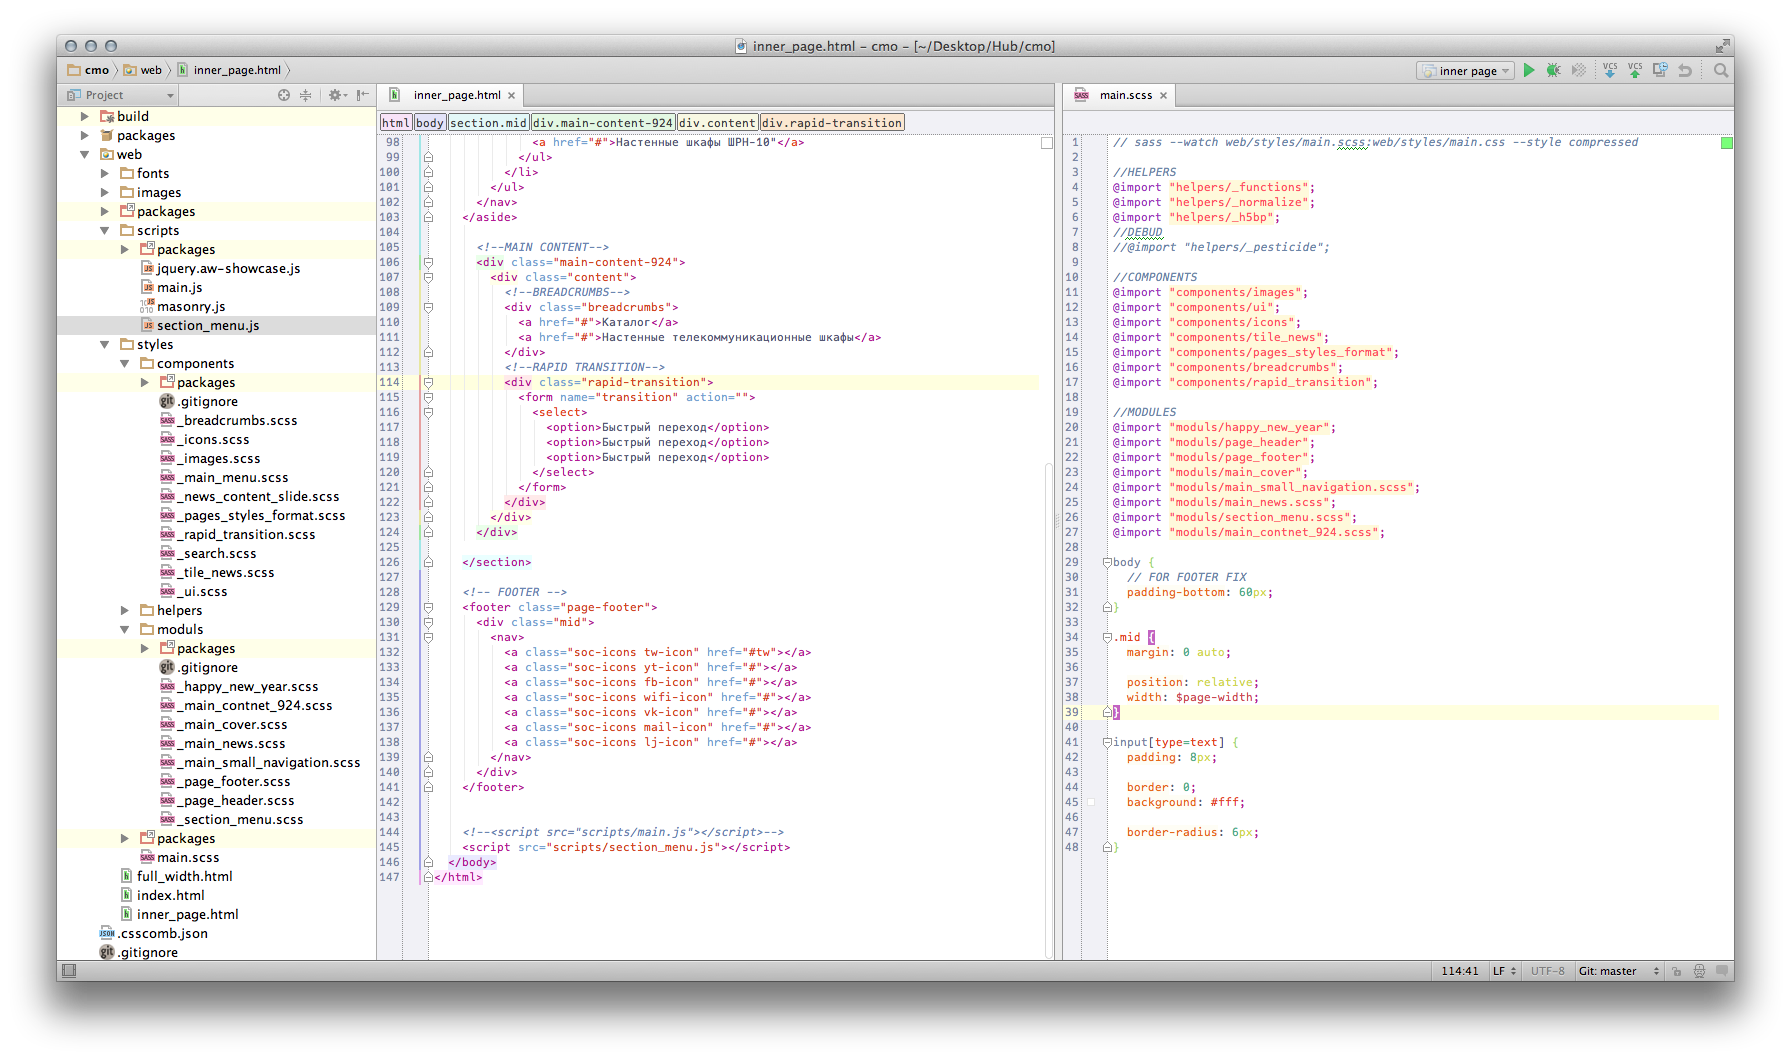 inner_page.html – cmo – [~/Desktop/Hub/cmo]
cmo web inner_page.html
inner page
VCS VCS
Project
build
packages
web
fonts
images
packages
scripts
packages
jquery.aw-showcase.js
main.js
masonry.js
section_menu.js
styles
components
packages
.gitignore
_breadcrumbs.scss
_icons.scss
_images.scss
_main_menu.scss
_news_content_slide.scss
_pages_styles_format.scss
_rapid_transition.scss
_search.scss
_tile_news.scss
_ui.scss
helpers
moduls
packages
.gitignore
_happy_new_year.scss
_main_contnet_924.scss
_main_cover.scss
_main_news.scss
_main_small_navigation.scss
_page_footer.scss
_page_header.scss
_section_menu.scss
packages
main.scss
full_width.html
index.html
inner_page.html
.csscomb.json
.gitignore
inner_page.html
html body section.mid div.main-content-924 div.content div.rapid-transition
98 <a href="#">Настенные шкафы ШРН-10"</a>
99 </ul>
100 </li>
101 </ul>
102 </nav>
103 </aside>
104
105 <!--MAIN CONTENT-->
106 <div class="main-content-924">
107 <div class="content">
108 <!--BREADCRUMBS-->
109 <div class="breadcrumbs">
110 <a href="#">Каталог</a>
111 <a href="#">Настенные телекоммуникационные шкафы</a>
112 </div>
113 <!--RAPID TRANSITION-->
114 <div class="rapid-transition">
115 <form name="transition" action="">
116 <select>
117 <option>Быстрый переход</option>
118 <option>Быстрый переход</option>
119 <option>Быстрый переход</option>
120 </select>
121 </form>
122 </div>
123 </div>
124 </div>
125
126 </section>
127
128 <!-- FOOTER -->
129 <footer class="page-footer">
130 <div class="mid">
131 <nav>
132 <a class="soc-icons tw-icon" href="#tw"></a>
133 <a class="soc-icons yt-icon" href="#"></a>
134 <a class="soc-icons fb-icon" href="#"></a>
135 <a class="soc-icons wifi-icon" href="#"></a>
136 <a class="soc-icons vk-icon" href="#"></a>
137 <a class="soc-icons mail-icon" href="#"></a>
138 <a class="soc-icons lj-icon" href="#"></a>
139 </nav>
140 </div>
141 </footer>
142
143
144 <!--<script src="scripts/main.js"></script>-->
145 <script src="scripts/section_menu.js"></script>
146 </body>
147 </html>
main.scss
1 // sass --watch web/styles/main.scss:web/styles/main.css --style compressed
2
3 //HELPERS
4 @import "helpers/_functions";
5 @import "helpers/_normalize";
6 @import "helpers/_h5bp";
7 //DEBUD
8 //@import "helpers/_pesticide";
9
10 //COMPONENTS
11 @import "components/images";
12 @import "components/ui";
13 @import "components/icons";
14 @import "components/tile_news";
15 @import "components/pages_styles_format";
16 @import "components/breadcrumbs";
17 @import "components/rapid_transition";
18
19 //MODULES
20 @import "moduls/happy_new_year";
21 @import "moduls/page_header";
22 @import "moduls/page_footer";
23 @import "moduls/main_cover";
24 @import "moduls/main_small_navigation.scss";
25 @import "moduls/main_news.scss";
26 @import "moduls/section_menu.scss";
27 @import "moduls/main_contnet_924.scss";
28
29 body {
30 // FOR FOOTER FIX
31 padding-bottom: 60px;
32 }
33
34 .mid {
35 margin: 0 auto;
36
37 position: relative;
38 width: $page-width;
39 }
40
41 input[type=text] {
42 padding: 8px;
43
44 border: 0;
45 background: #fff;
46
47 border-radius: 6px;
48 }
114:41 LF UTF-8 Git: master